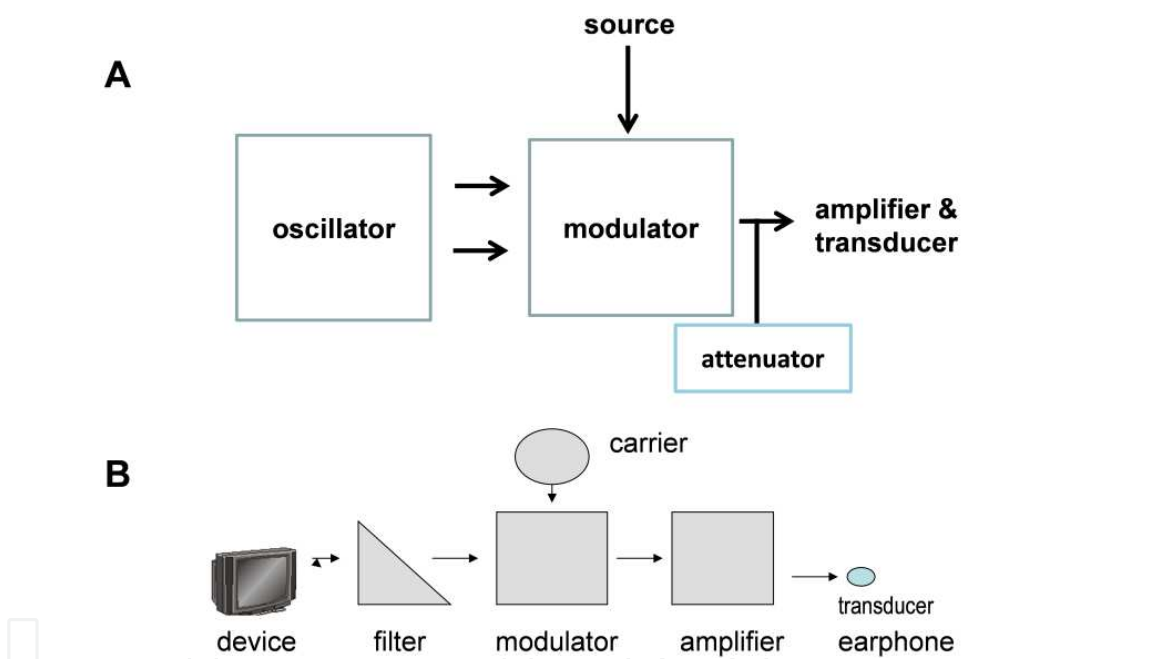 source
A
oscillator
modulator
amplifier &
transducer
attenuator
carrier
B
transducer
device
filter
modulator
amplifier
earphone